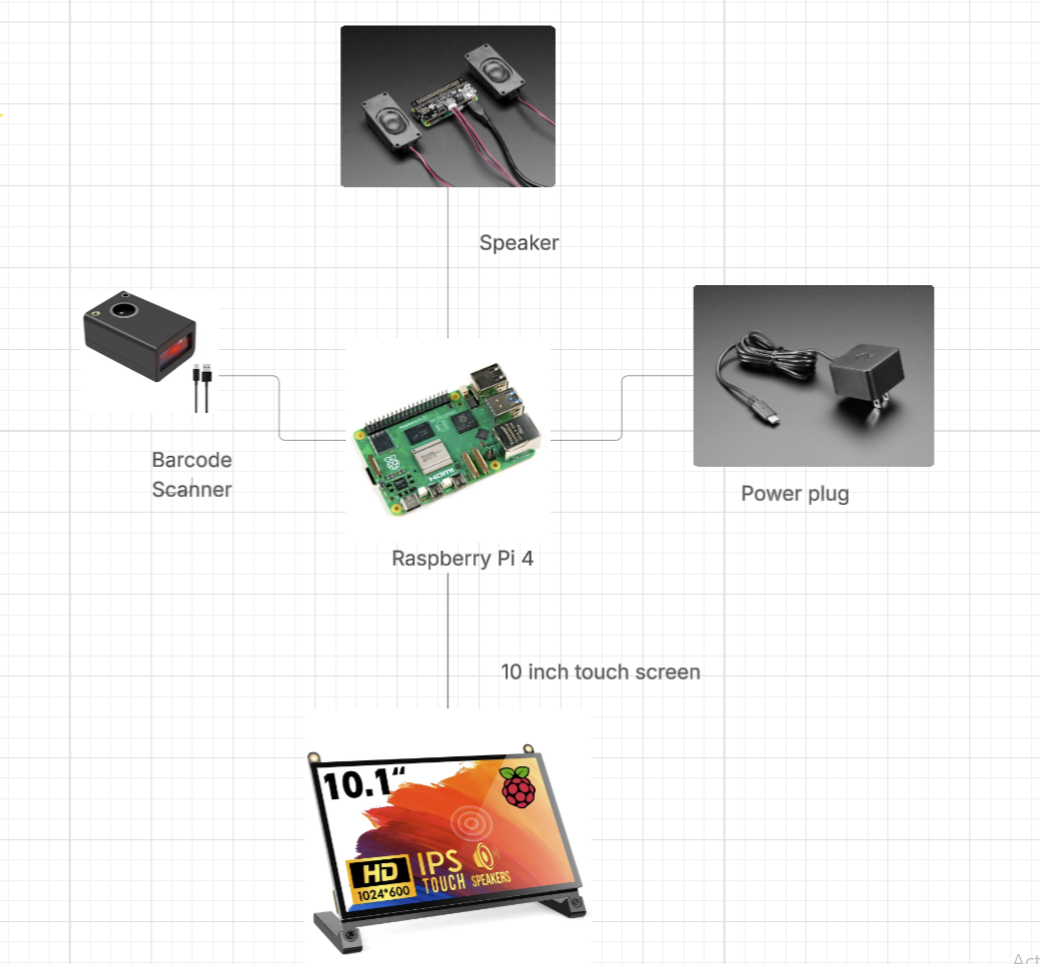 Speaker
Barcode
Scanner
Power plug
HDMI
Raspberry Pi 4
10 inch touch screen
10.1“
HD
1024*600
IPS
TOUCH
SPEAKERS
Act